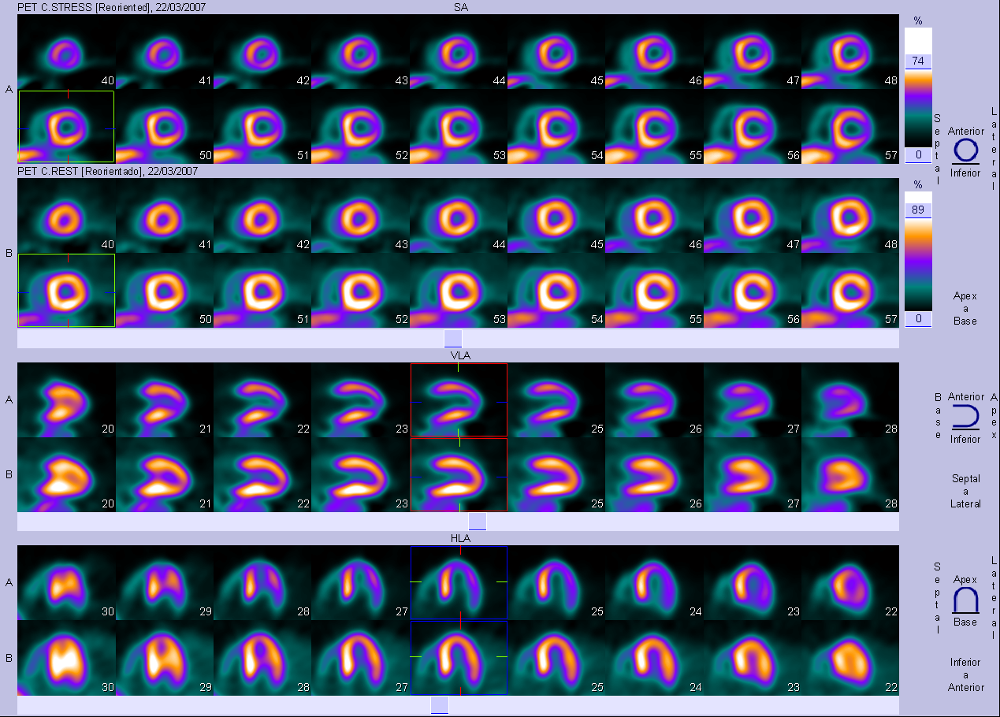 PET C.STRESS [Reoriented], 22/03/2007 SA
%
74
0
A
40 41 42 43 44 45 46 47 48
50 51 52 53 54 55 56 57
Septal
Anterior
Inferior
Lateral
PET C.REST [Reorientado], 22/03/2007
%
89
0
B
40 41 42 43 44 45 46 47 48
50 51 52 53 54 55 56 57
Apex
a
Base
VLA
A
20 21 22 23 25 26 27 28
B
20 21 22 23 25 26 27 28
Base
Anterior
Inferior
Apex
Septal
a
Lateral
HLA
A
30 29 28 27 25 24 23 22
B
30 29 28 27 25 24 23 22
Septal
Apex
Base
Lateral
Inferior
a
Anterior